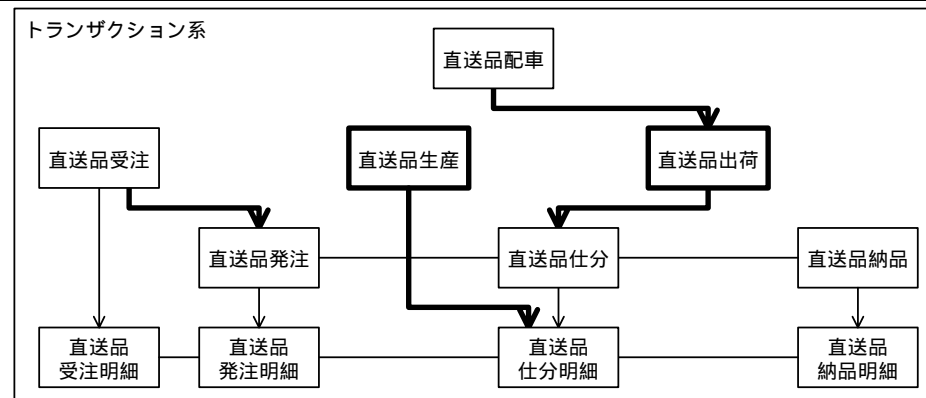 トランザクション系
直送品配車
直送品受注
直送品生産
直送品出荷
直送品発注
直送品仕分
直送品納品
直送品
受注明細
直送品
発注明細
直送品
仕分明細
直送品
納品明細